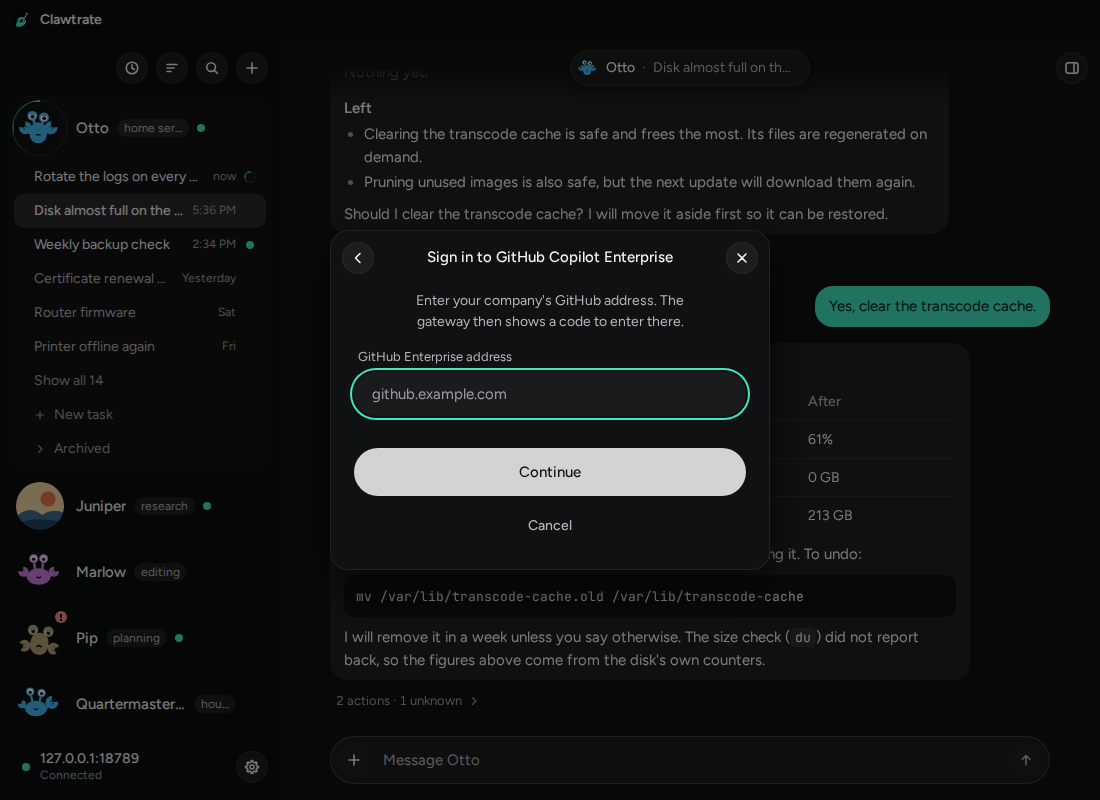 Clawtrate
Otto
home ser...
Rotate the logs on every ...
now
Disk almost full on the ...
5:36 PM
Weekly backup check
2:34 PM
Certificate renewal ...
Yesterday
Router firmware
Sat
Printer offline again
Fri
Show all 14
+ New task
Archived
Juniper
research
Marlow
editing
!
Pip
planning
Quartermaster...
hou...
127.0.0.1:18789
Connected
Otto · Disk almost full on th...
Nothing yet.
Left
• Clearing the transcode cache is safe and frees the most. Its files are regenerated on
demand.
• Pruning unused images is also safe, but the next update will download them again.
Should I clear the transcode cache? I will move it aside first so it can be restored.
Yes, clear the transcode cache.
Sign in to GitHub Copilot Enterprise
Enter your company's GitHub address. The
gateway then shows a code to enter there.
GitHub Enterprise address
github.example.com
Continue
Cancel
After
61%
0 GB
213 GB
it. To undo:
mv /var/lib/transcode-cache.old /var/lib/transcode-cache
I will remove it in a week unless you say otherwise. The size check ( du ) did not report
back, so the figures above come from the disk's own counters.
2 actions · 1 unknown
Message Otto